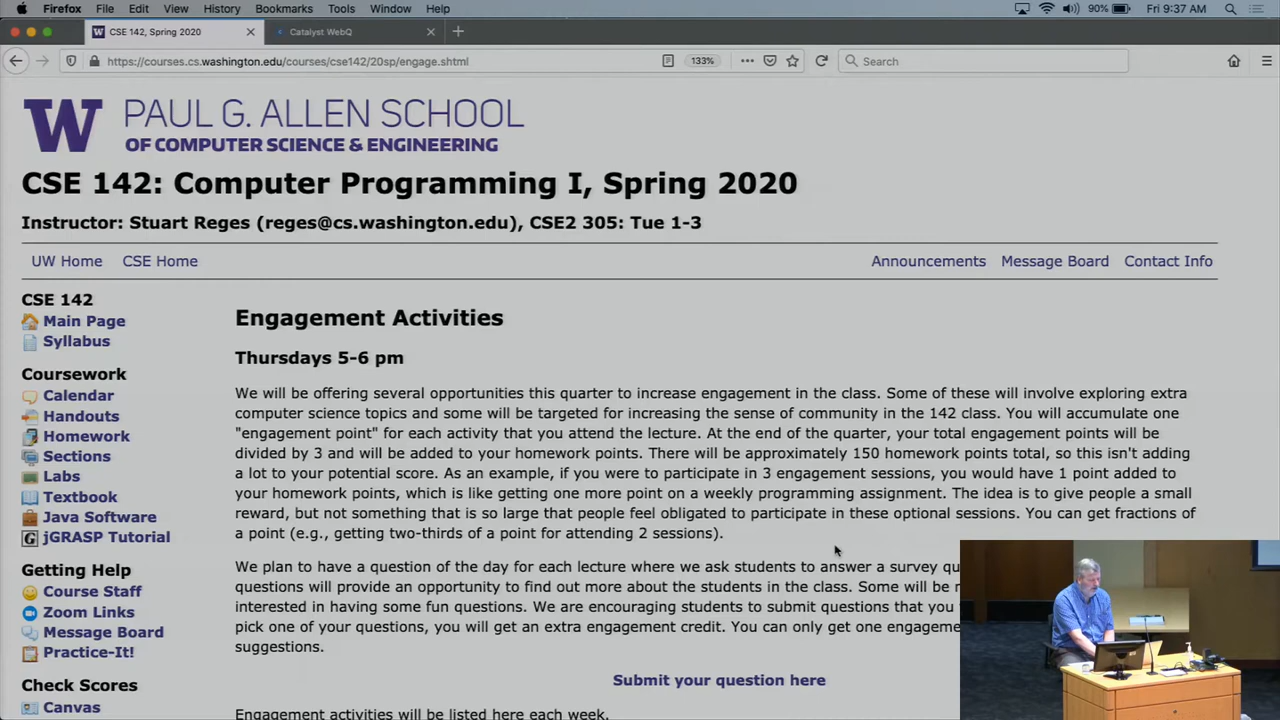 Firefox File Edit View History Bookmarks Tools Window Help 90% Fri 9:37 AM
CSE 142, Spring 2020 Catalyst WebQ
https://courses.cs.washington.edu/courses/cse142/20sp/engage.shtml 133% Search
W PAUL G. ALLEN SCHOOL
OF COMPUTER SCIENCE & ENGINEERING
CSE 142: Computer Programming I, Spring 2020
Instructor: Stuart Reges (reges@cs.washington.edu), CSE2 305: Tue 1-3
UW Home CSE Home Announcements Message Board Contact Info
CSE 142
Main Page
Syllabus
Coursework
Calendar
Handouts
Homework
Sections
Labs
Textbook
Java Software
jGRASP Tutorial
Getting Help
Course Staff
Zoom Links
Message Board
Practice-It!
Check Scores
Canvas
Engagement Activities
Thursdays 5-6 pm
We will be offering several opportunities this quarter to increase engagement in the class. Some of these will involve exploring extra
computer science topics and some will be targeted for increasing the sense of community in the 142 class. You will accumulate one
"engagement point" for each activity that you attend the lecture. At the end of the quarter, your total engagement points will be
divided by 3 and will be added to your homework points. There will be approximately 150 homework points total, so this isn't adding
a lot to your potential score. As an example, if you were to participate in 3 engagement sessions, you would have 1 point added to
your homework points, which is like getting one more point on a weekly programming assignment. The idea is to give people a small
reward, but not something that is so large that people feel obligated to participate in these optional sessions. You can get fractions of
a point (e.g., getting two-thirds of a point for attending 2 sessions).
We plan to have a question of the day for each lecture where we ask students to answer a survey qu
questions will provide an opportunity to find out more about the students in the class. Some will be m
interested in having some fun questions. We are encouraging students to submit questions that you
pick one of your questions, you will get an extra engagement credit. You can only get one engageme
suggestions.
Submit your question here
Engagement activities will be listed here each week.